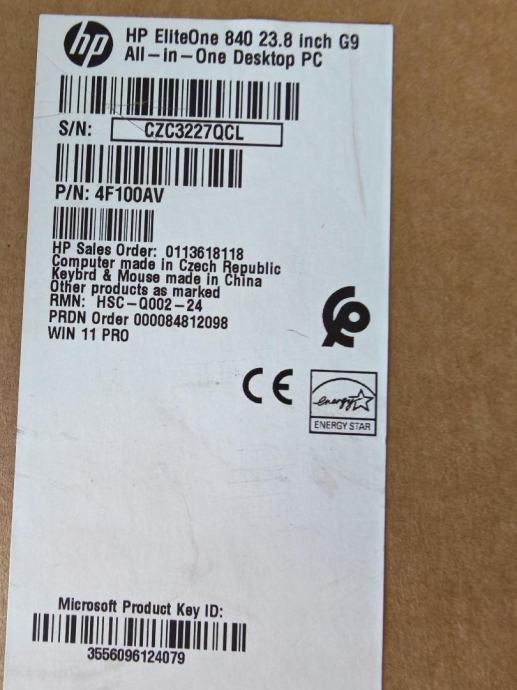 hp
HP EliteOne 840 23.8 inch G9
All-in-One Desktop PC
S/N: CZC3227QCL
P/N: 4F100AV
HP Sales Order: 0113618118
Computer made in Czech Republic
Keybrd & Mouse made in China
Other products as marked
RMN: HSC-Q002-24
PRDN Order 000084812098
WIN 11 PRO
CE
energy
ENERGY STAR
Microsoft Product Key ID:
3556096124079